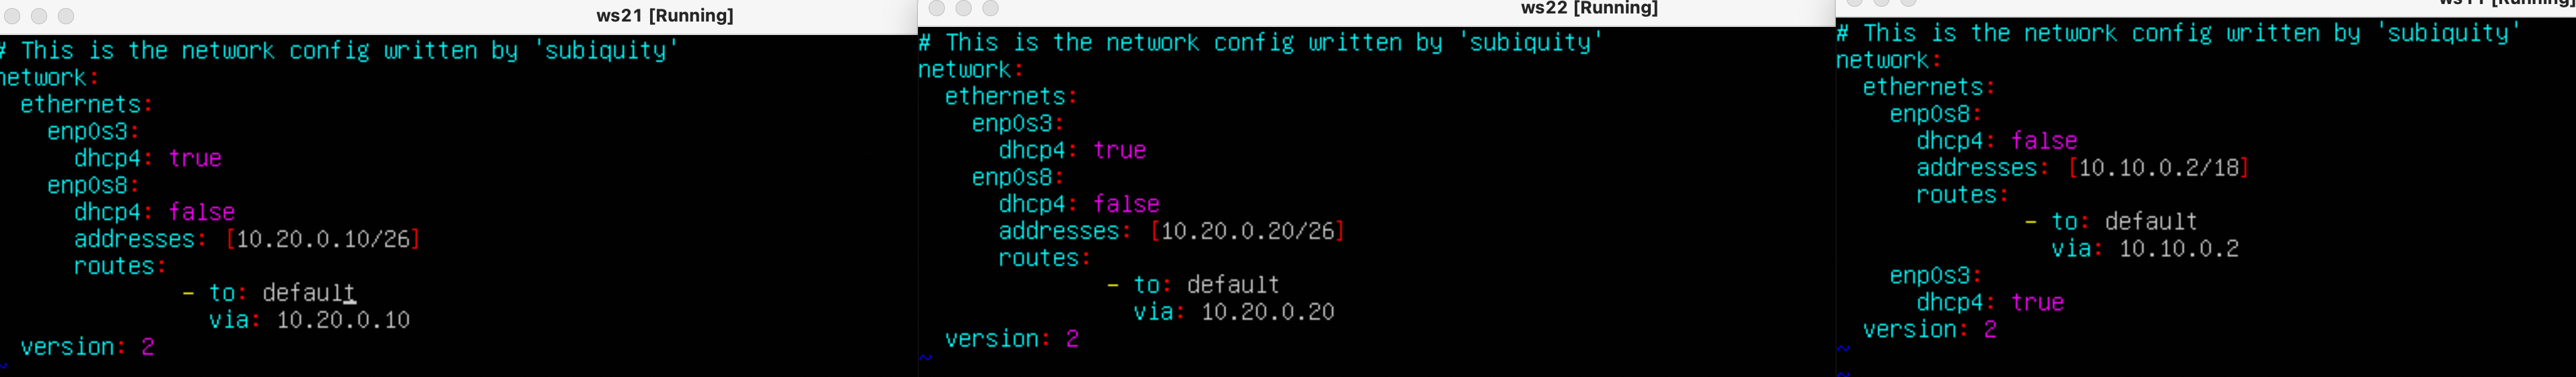 ws21 [Running]
# This is the network config written by 'subiquity'
network:
  ethernets:
    enp0s3:
      dhcp4: true
    enp0s8:
      dhcp4: false
      addresses: [10.20.0.10/26]
      routes:
              - to: default
                via: 10.20.0.10
  version: 2
~
ws22 [Running]
# This is the network config written by 'subiquity'
network:
  ethernets:
    enp0s3:
      dhcp4: true
    enp0s8:
      dhcp4: false
      addresses: [10.20.0.20/26]
      routes:
              - to: default
                via: 10.20.0.20
  version: 2
~
ws11 [Running]
# This is the network config written by 'subiquity'
network:
  ethernets:
    enp0s8:
      dhcp4: false
      addresses: [10.10.0.2/18]
      routes:
              - to: default
                via: 10.10.0.2
    enp0s3:
      dhcp4: true
  version: 2
~
~